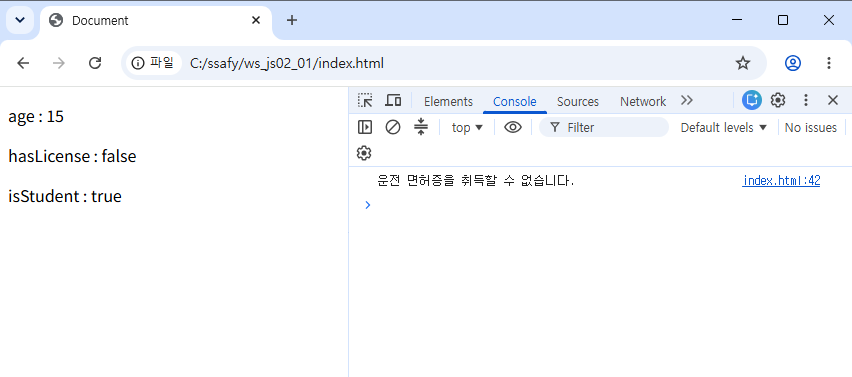 Document
파일
C:/ssafy/ws_js02_01/index.html
age : 15
hasLicense : false
isStudent : true
Elements Console Sources Network
top Filter Default levels No issues
운전 면허증을 취득할 수 없습니다. index.html:42